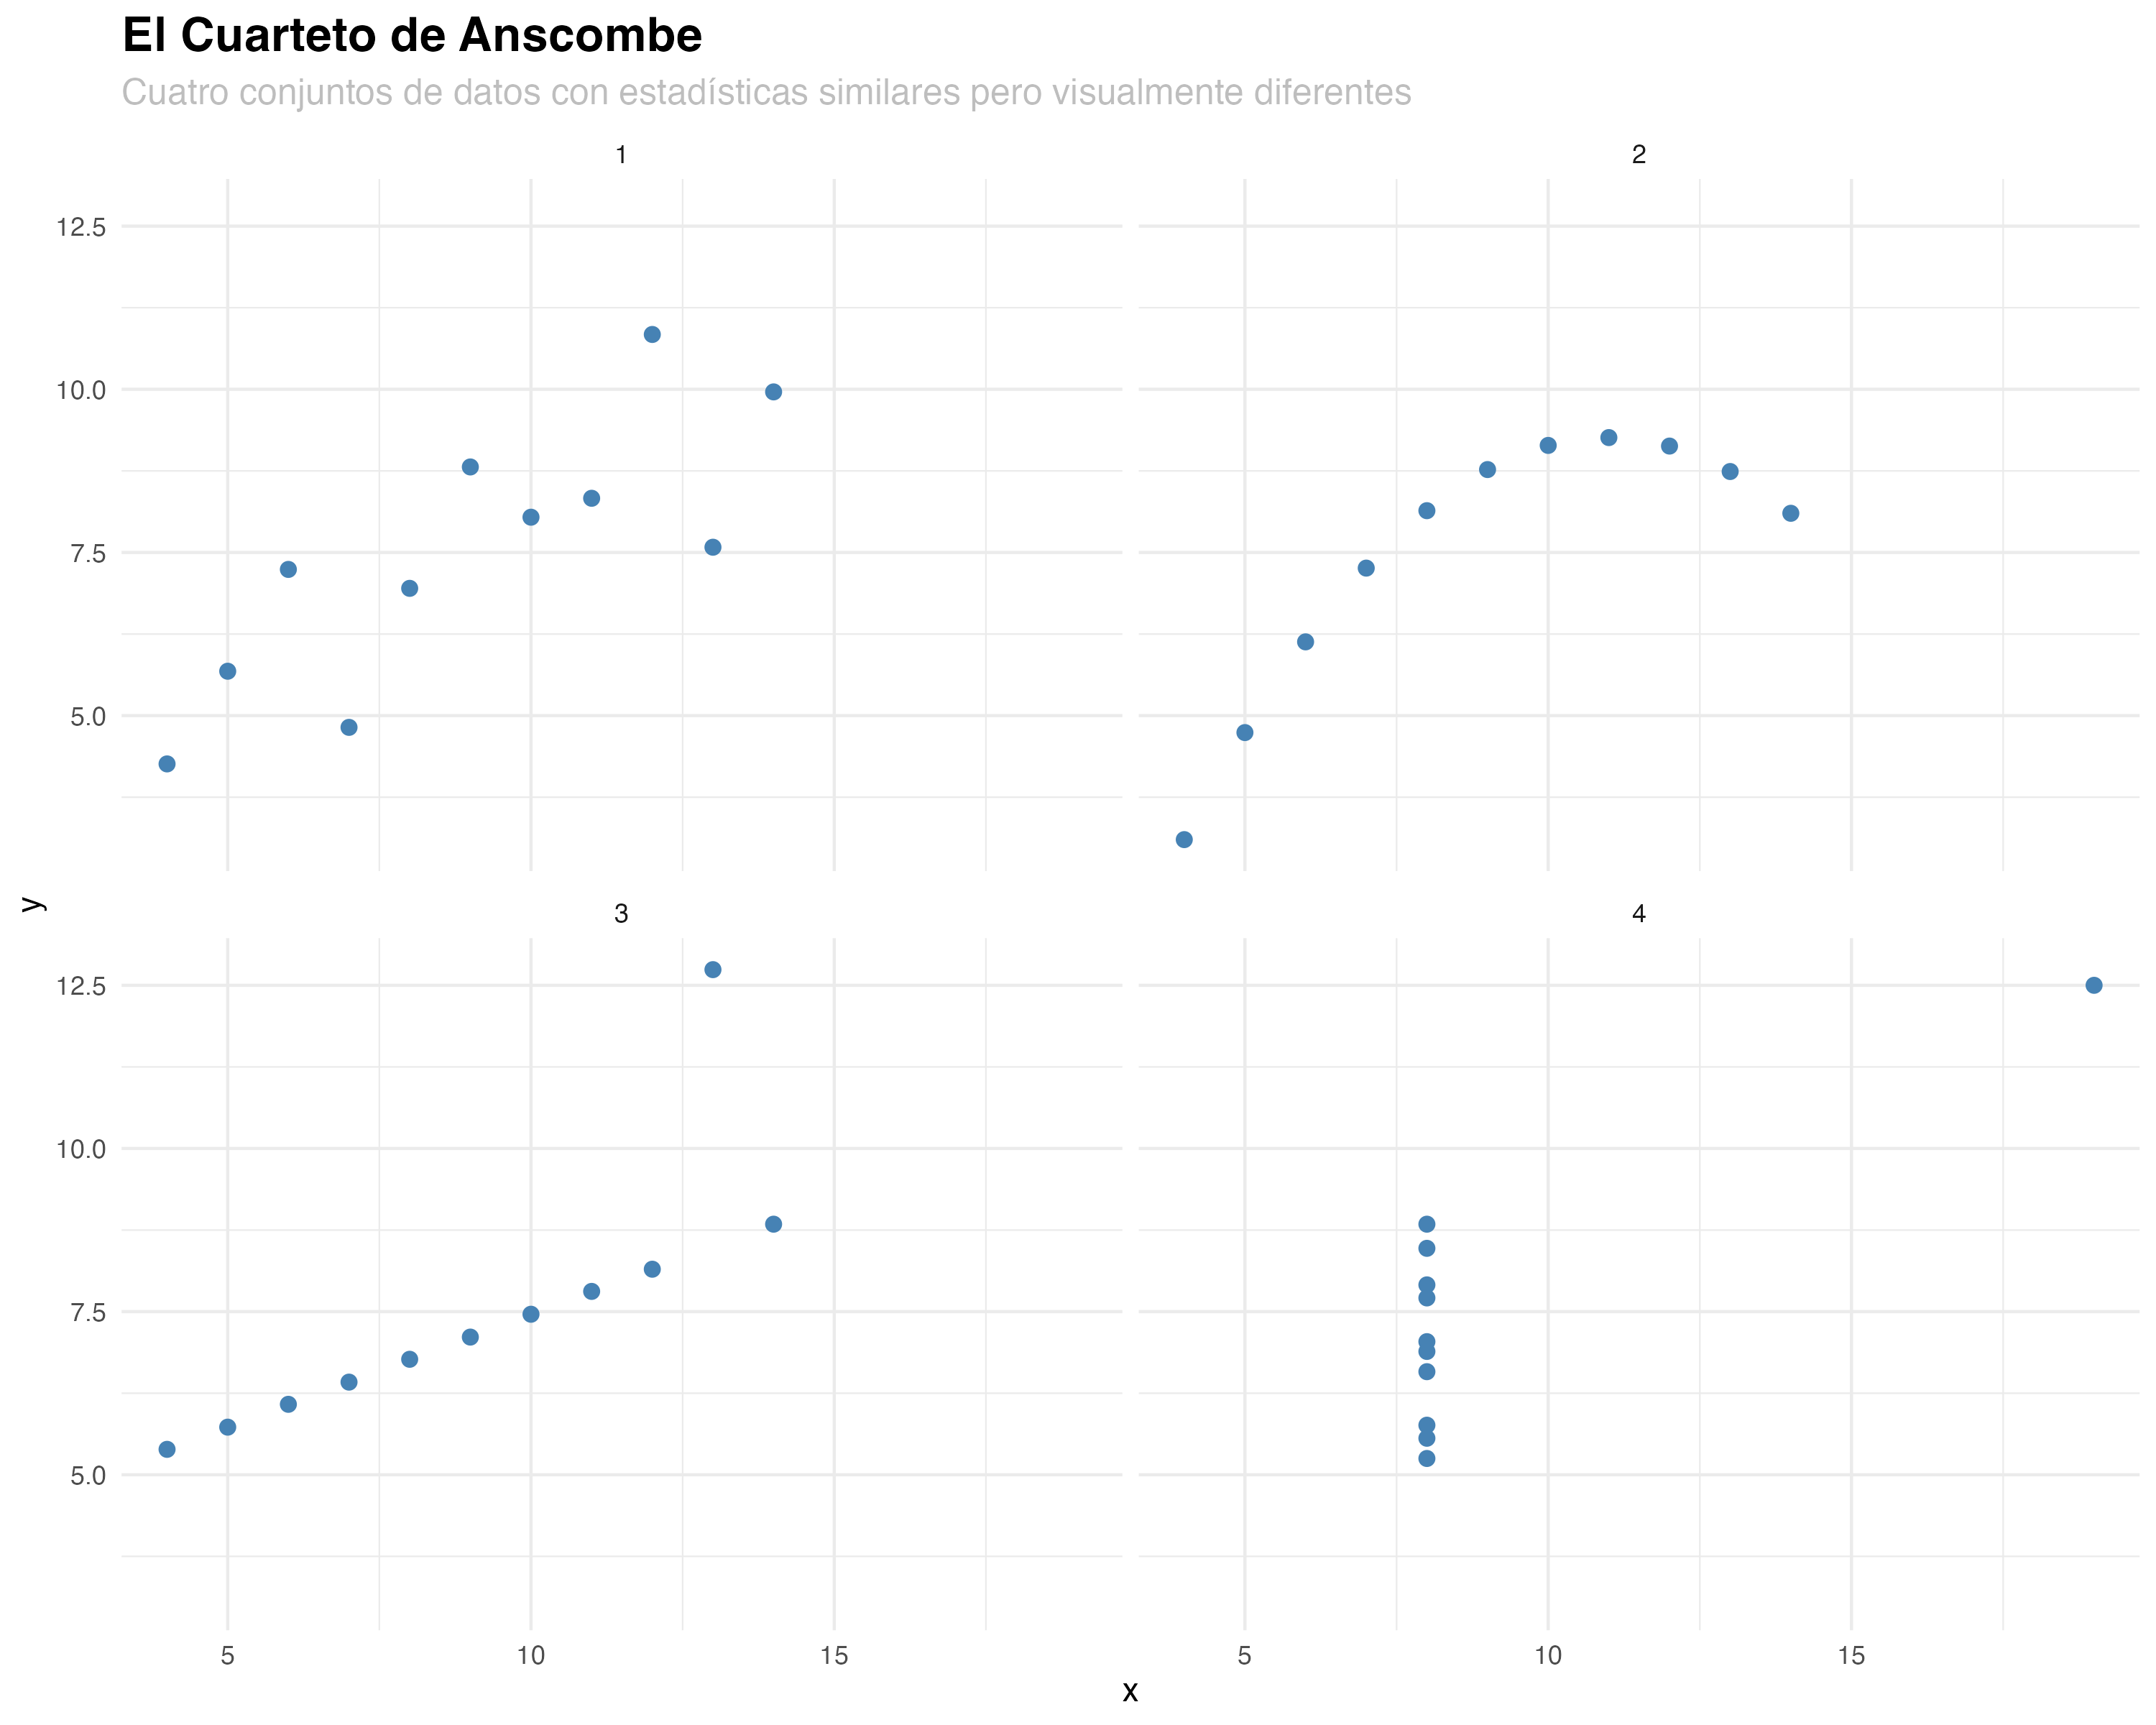 El Cuarteto de Anscombe
Cuatro conjuntos de datos con estadísticas similares pero visualmente diferentes
1
2
12.5
10.0
7.5
5.0
y
3
4
12.5
10.0
7.5
5.0
5 10 15 5 10 15
x